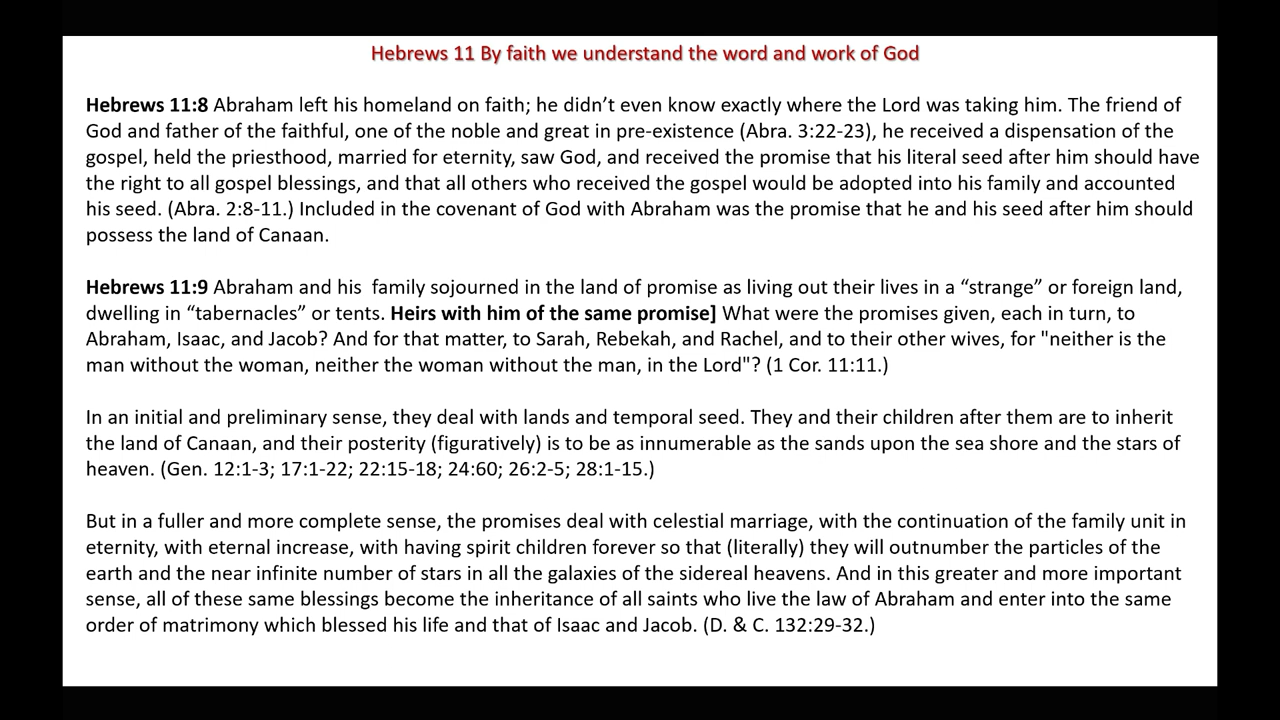 Hebrews 11 By faith we understand the word and work of God
Hebrews 11:8 Abraham left his homeland on faith; he didn’t even know exactly where the Lord was taking him. The friend of
God and father of the faithful, one of the noble and great in pre-existence (Abra. 3:22-23), he received a dispensation of the
gospel, held the priesthood, married for eternity, saw God, and received the promise that his literal seed after him should have
the right to all gospel blessings, and that all others who received the gospel would be adopted into his family and accounted
his seed. (Abra. 2:8-11.) Included in the covenant of God with Abraham was the promise that he and his seed after him should
possess the land of Canaan.
Hebrews 11:9 Abraham and his  family sojourned in the land of promise as living out their lives in a “strange” or foreign land,
dwelling in “tabernacles” or tents. Heirs with him of the same promise] What were the promises given, each in turn, to
Abraham, Isaac, and Jacob? And for that matter, to Sarah, Rebekah, and Rachel, and to their other wives, for "neither is the
man without the woman, neither the woman without the man, in the Lord"? (1 Cor. 11:11.)
In an initial and preliminary sense, they deal with lands and temporal seed. They and their children after them are to inherit
the land of Canaan, and their posterity (figuratively) is to be as innumerable as the sands upon the sea shore and the stars of
heaven. (Gen. 12:1-3; 17:1-22; 22:15-18; 24:60; 26:2-5; 28:1-15.)
But in a fuller and more complete sense, the promises deal with celestial marriage, with the continuation of the family unit in
eternity, with eternal increase, with having spirit children forever so that (literally) they will outnumber the particles of the
earth and the near infinite number of stars in all the galaxies of the sidereal heavens. And in this greater and more important
sense, all of these same blessings become the inheritance of all saints who live the law of Abraham and enter into the same
order of matrimony which blessed his life and that of Isaac and Jacob. (D. & C. 132:29-32.)